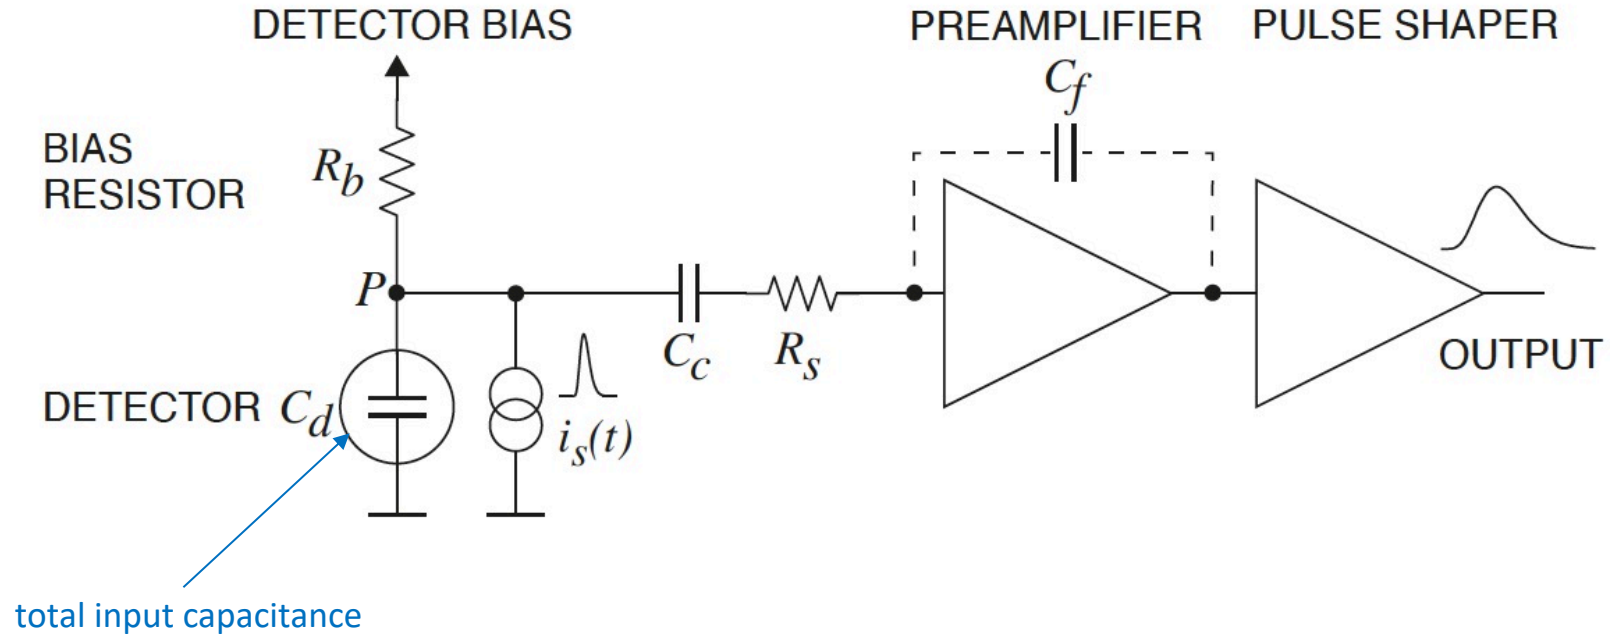 DETECTOR BIAS
PREAMPLIFIER
PULSE SHAPER
C_f
BIAS
RESISTOR
R_b
P
C_c
R_s
OUTPUT
DETECTOR
C_d
i_s(t)
total input capacitance